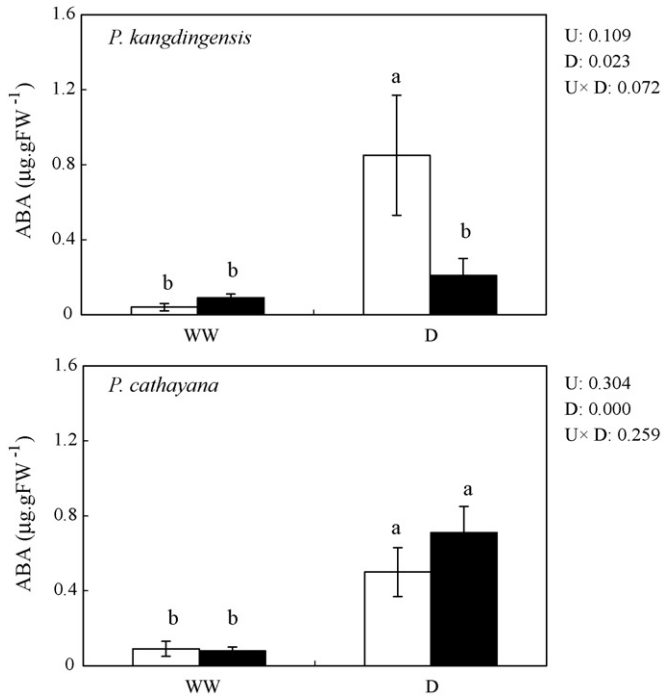 1.6
P. kangdingensis
U: 0.109
D: 0.023
U× D: 0.072
1.2
a
0.8
ABA (µg.gFW⁻¹)
b
0.4
b
b
0
WW
D
1.6
P. cathayana
U: 0.304
D: 0.000
U× D: 0.259
1.2
a
0.8
a
ABA (µg.gFW⁻¹)
0.4
b
b
0
WW
D